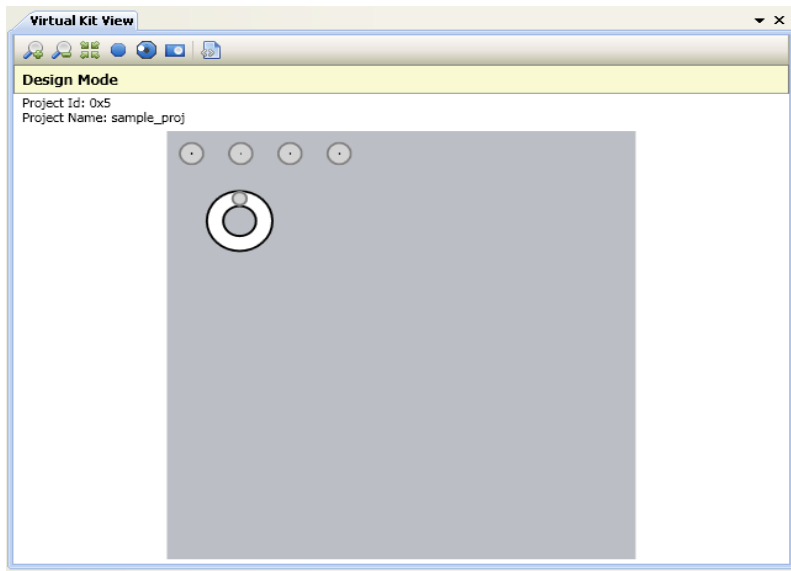 Virtual Kit View
Design Mode
Project Id: 0x5
Project Name: sample_proj